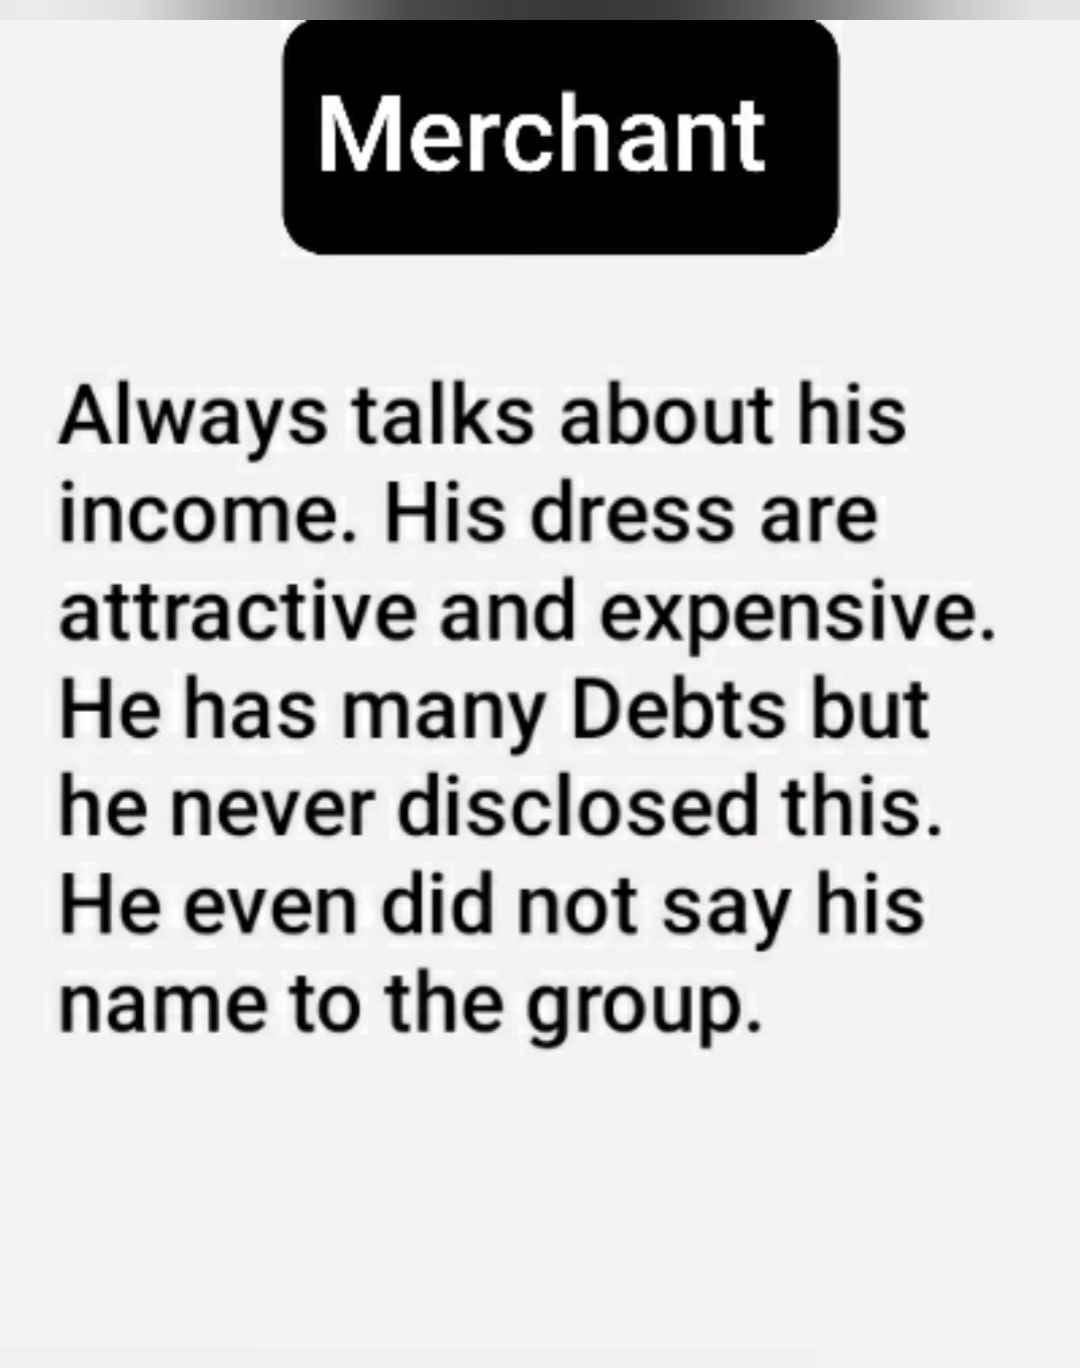 Merchant
Always talks about his
income. His dress are
attractive and expensive.
He has many Debts but
he never disclosed this.
He even did not say his
name to the group.